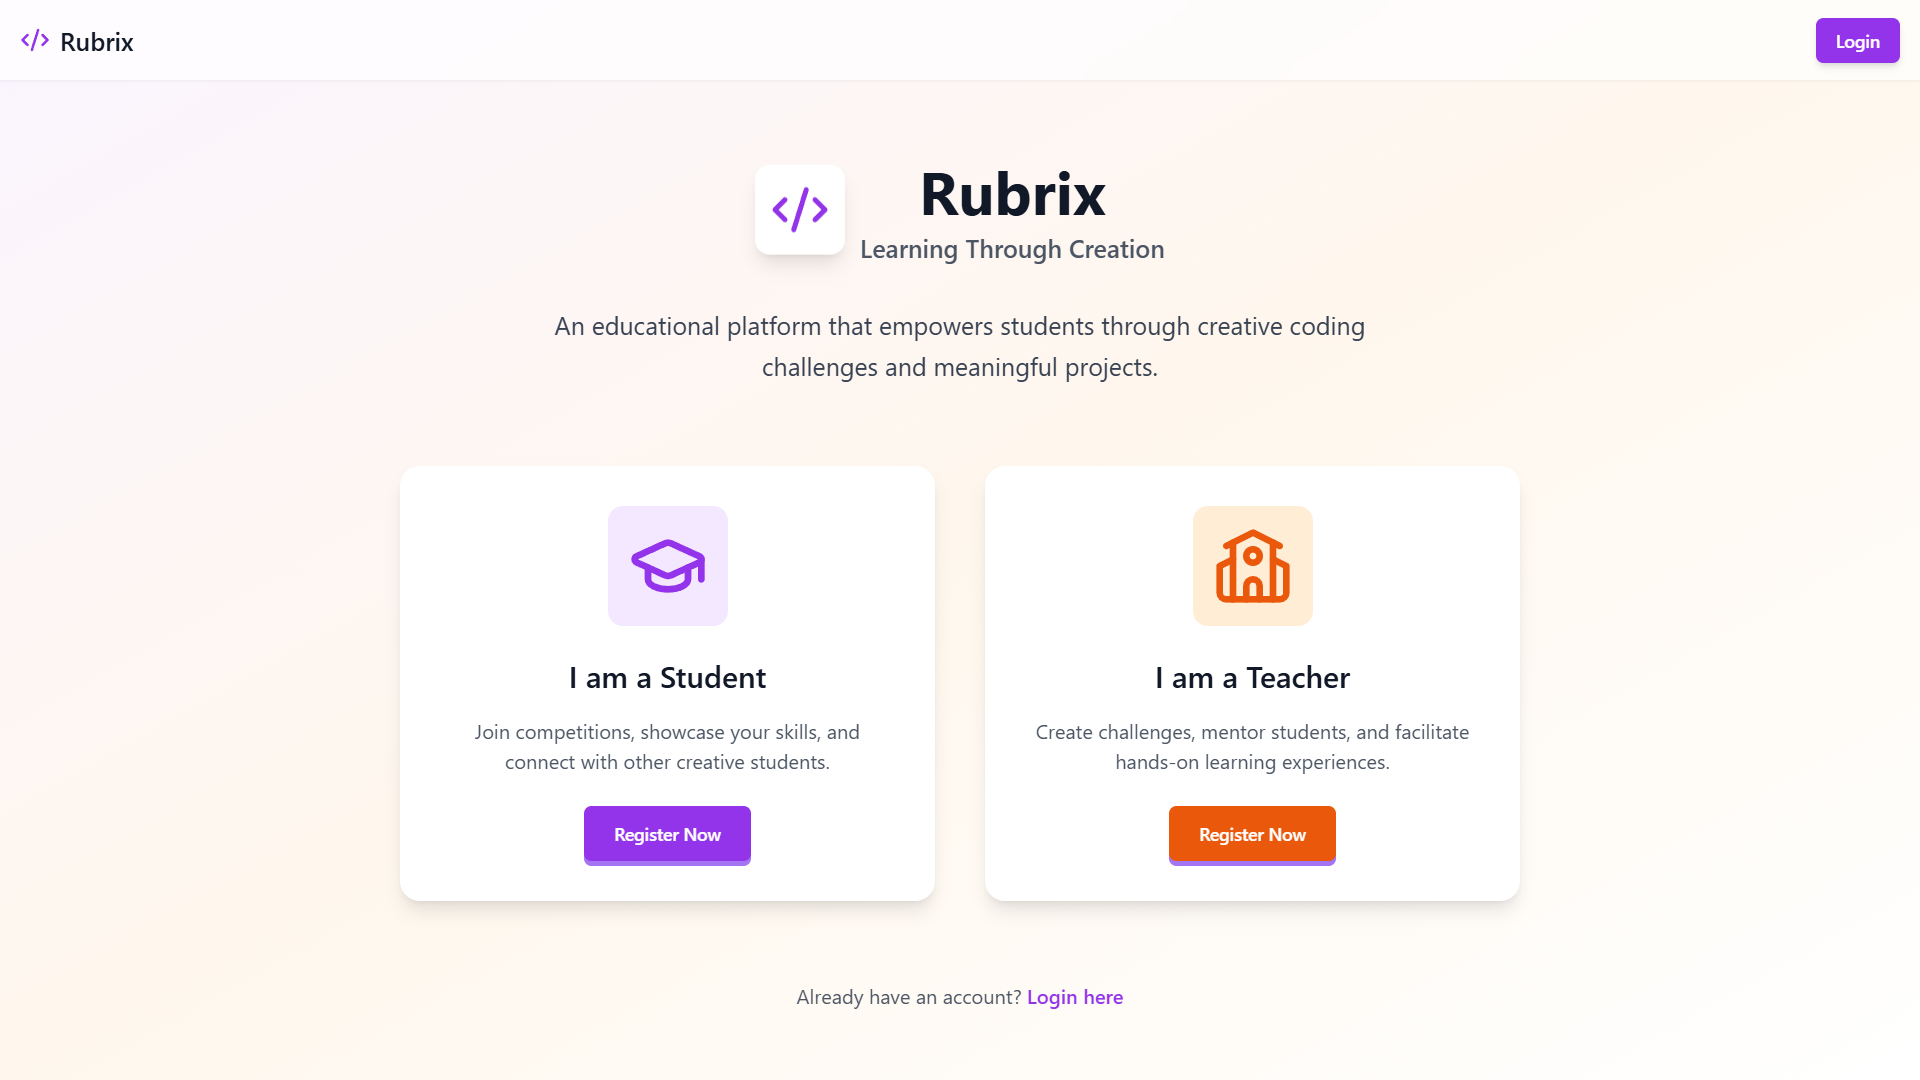 Rubrix
Login
Rubrix
Learning Through Creation
An educational platform that empowers students through creative coding
challenges and meaningful projects.
I am a Student
Join competitions, showcase your skills, and
connect with other creative students.
Register Now
I am a Teacher
Create challenges, mentor students, and facilitate
hands-on learning experiences.
Register Now
Already have an account? Login here